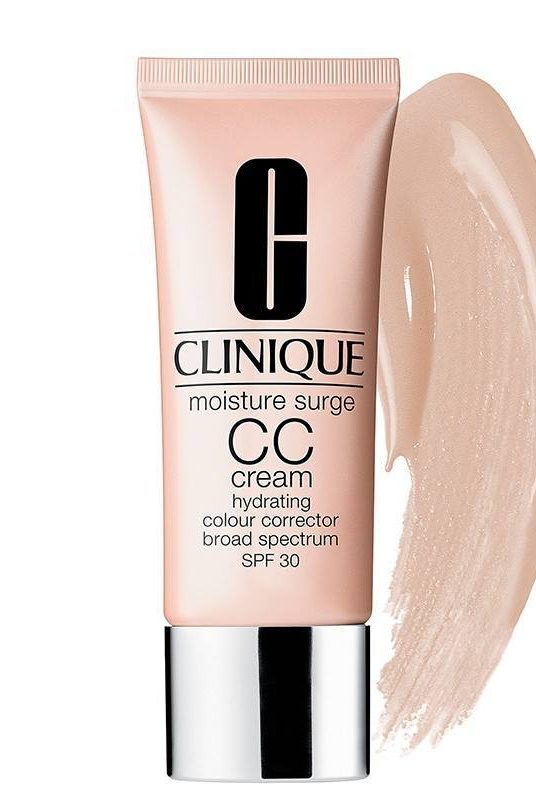 C
CLINIQUE
moisture surge
CC
cream
hydrating
colour corrector
broad spectrum
SPF 30